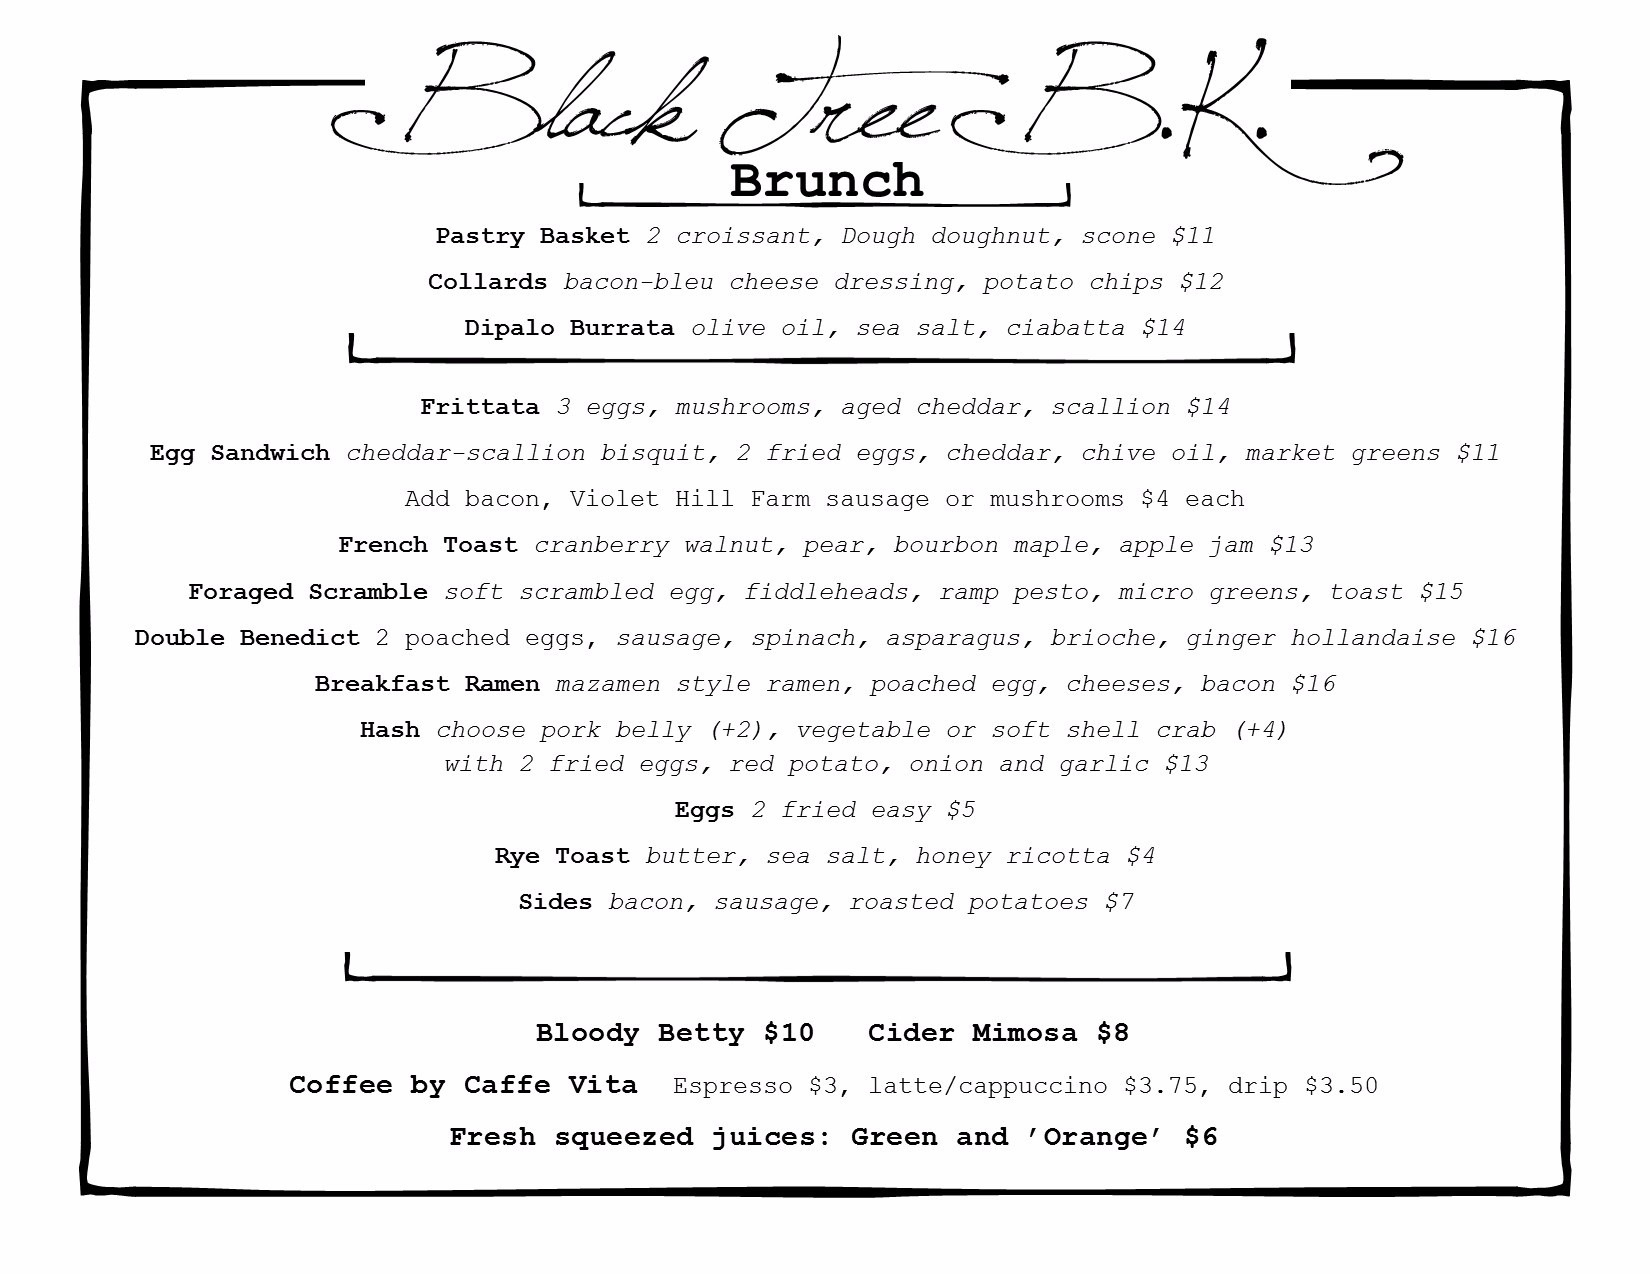 Black Tree B.K.
Brunch
Pastry Basket 2 croissant, Dough doughnut, scone $11
Collards bacon-bleu cheese dressing, potato chips $12
Dipalo Burrata olive oil, sea salt, ciabatta $14
Frittata 3 eggs, mushrooms, aged cheddar, scallion $14
Egg Sandwich cheddar-scallion bisquit, 2 fried eggs, cheddar, chive oil, market greens $11
Add bacon, Violet Hill Farm sausage or mushrooms $4 each
French Toast cranberry walnut, pear, bourbon maple, apple jam $13
Foraged Scramble soft scrambled egg, fiddleheads, ramp pesto, micro greens, toast $15
Double Benedict 2 poached eggs, sausage, spinach, asparagus, brioche, ginger hollandaise $16
Breakfast Ramen mazamen style ramen, poached egg, cheeses, bacon $16
Hash choose pork belly (+2), vegetable or soft shell crab (+4)
with 2 fried eggs, red potato, onion and garlic $13
Eggs 2 fried easy $5
Rye Toast butter, sea salt, honey ricotta $4
Sides bacon, sausage, roasted potatoes $7
Bloody Betty $10 Cider Mimosa $8
Coffee by Caffe Vita Espresso $3, latte/cappuccino $3.75, drip $3.50
Fresh squeezed juices: Green and ’Orange’ $6